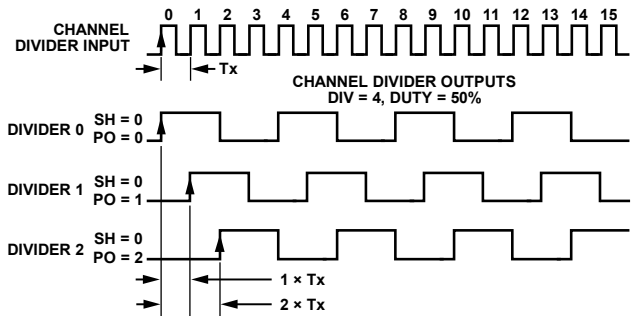 0 1 2 3 4 5 6 7 8 9 10 11 12 13 14 15
CHANNEL
DIVIDER INPUT
Tx
CHANNEL DIVIDER OUTPUTS
DIV = 4, DUTY = 50%
DIVIDER 0
SH = 0
PO = 0
DIVIDER 1
SH = 0
PO = 1
DIVIDER 2
SH = 0
PO = 2
1 × Tx
2 × Tx